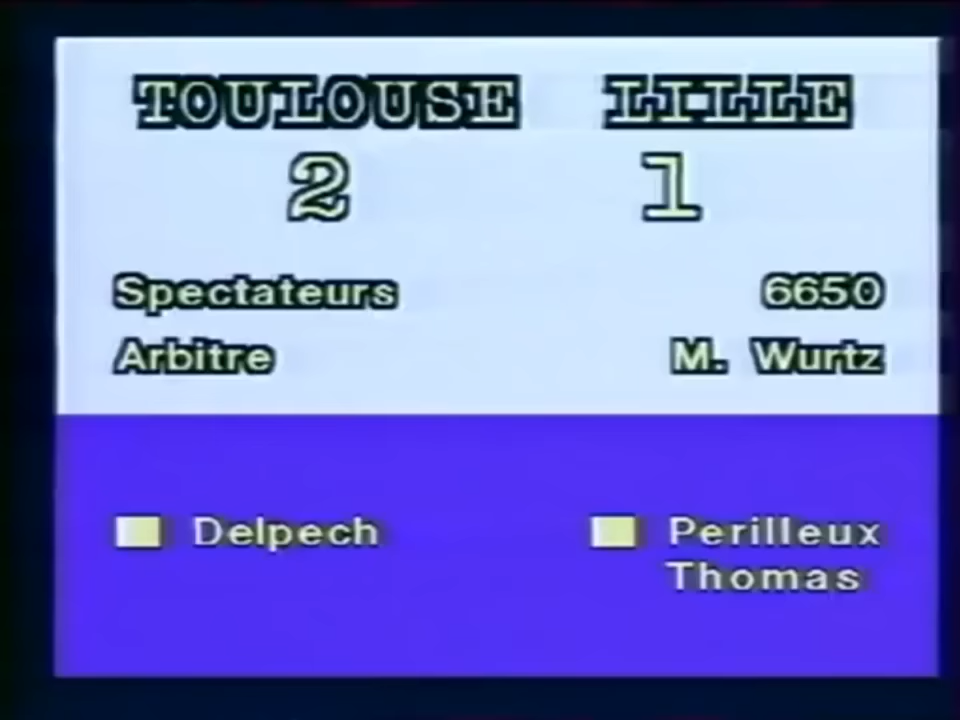 TOULOUSE LILLE
2 1
Spectateurs 6650
Arbitre M. Wurtz
Delpech Perilleux
Thomas